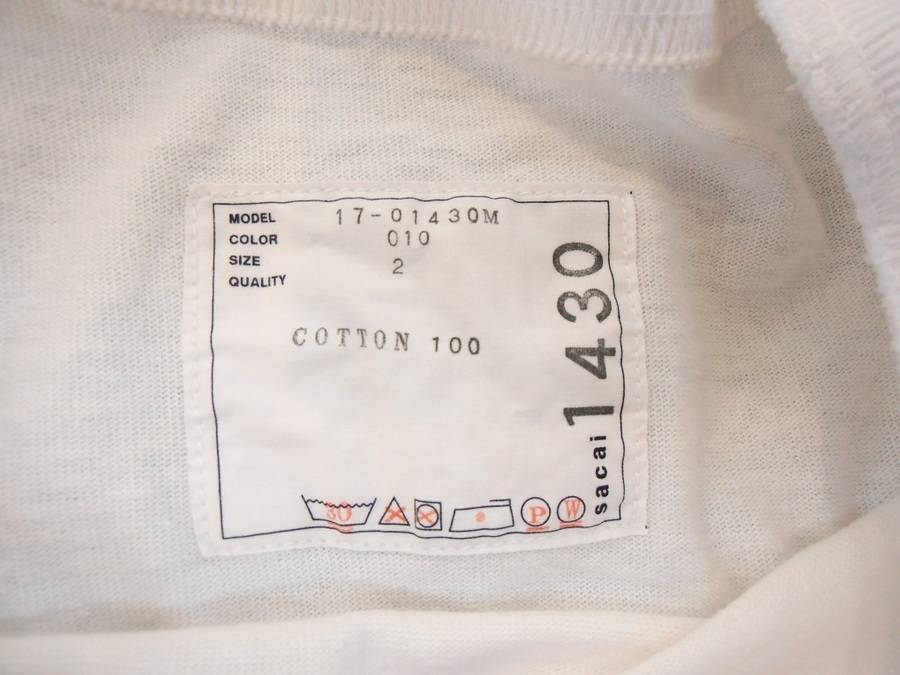 MODEL 17-01430M
COLOR 010
SIZE 2
QUALITY
COTTON 100
sacai 1430
30 P W